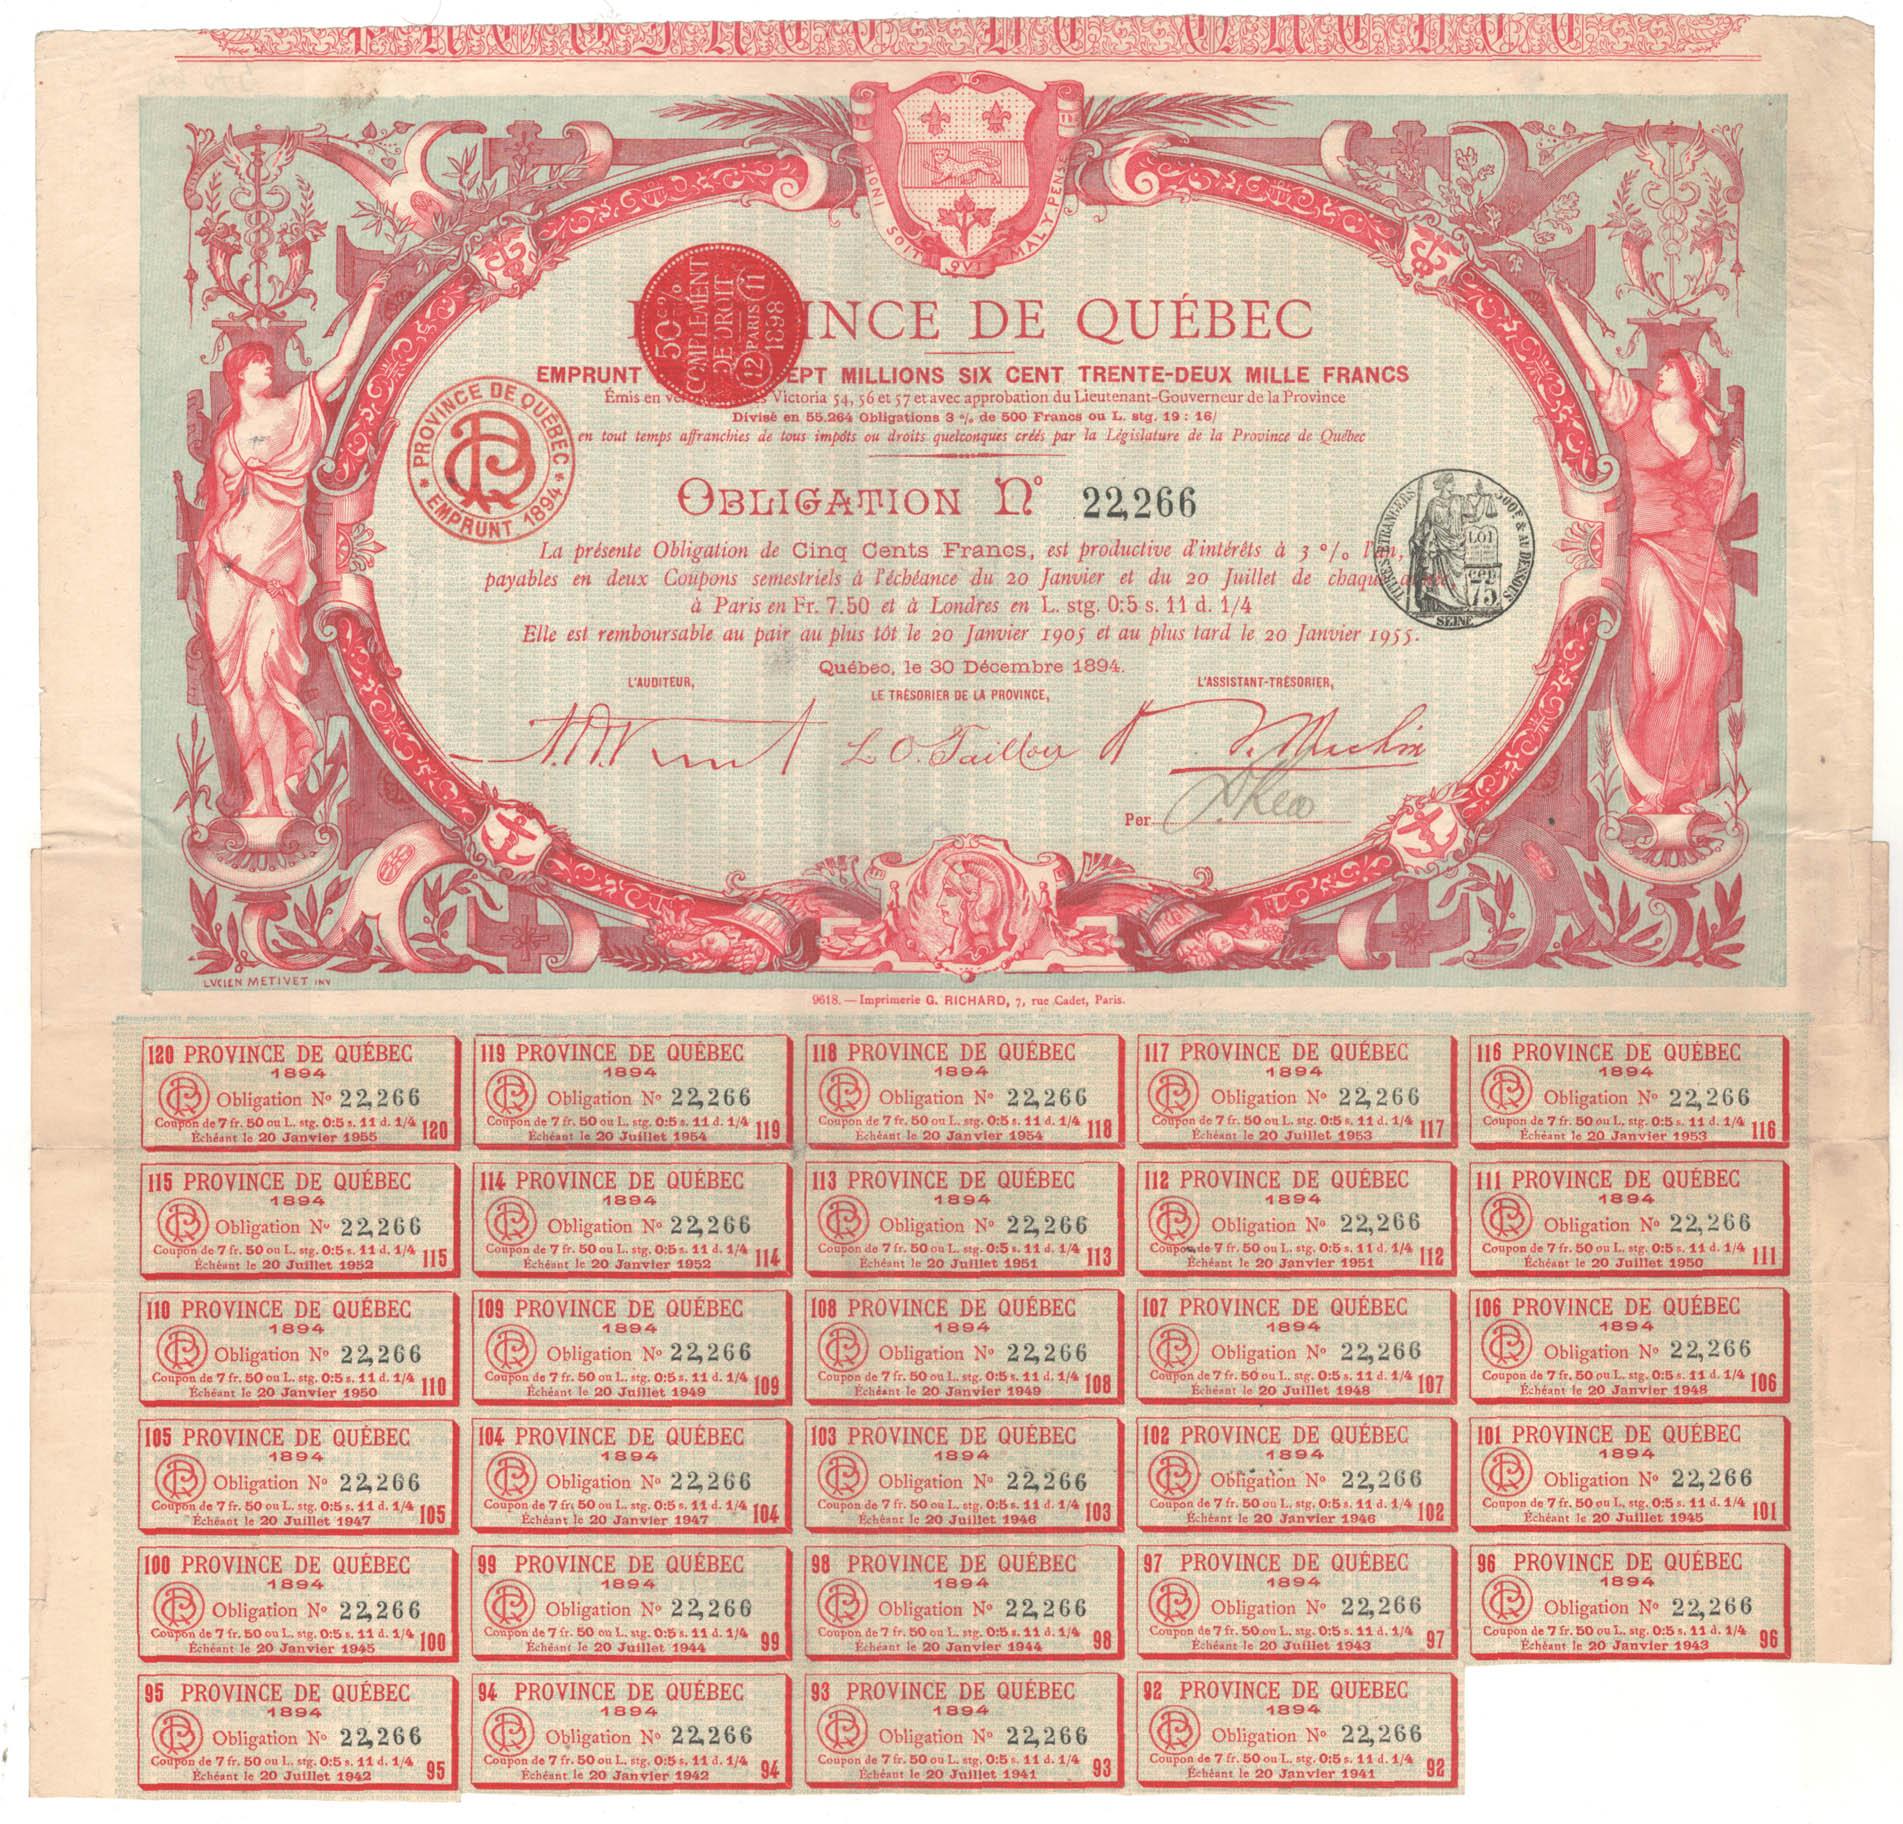 HONI SOIT QVI MAL Y PENSE
50 c. % COMPLEMENT DE DROIT
12 PARIS 11
1898
INCE DE QUÉBEC
EMPRUNT EPT MILLIONS SIX CENT TRENTE-DEUX MILLE FRANCS
Émis en Victoria 54, 56 et 57 et avec approbation du Lieutenant-Gouverneur de la Province
Divisé en 55.264 Obligations 3 % de 500 Francs ou L. stg. 19 : 16/
en tout temps affranchies de tous impôts ou droits quelconques créés par la Législature de la Province de Québec
* PROVINCE DE QUÉBEC * EMPRUNT 1894
OBLIGATION No 22,266
TITRES ÉTRANGERS 500F & AU DESSOUS
LOI
75
SEINE
La présente Obligation de Cinq Cents Francs, est productive d'intérêts à 3 % l'an,
payables en deux Coupons semestriels à l'échéance du 20 Janvier et du 20 Juillet de chaque année
à Paris en Fr. 7.50 et à Londres en L. stg. 0:5 s. 11 d. 1/4
Elle est remboursable au pair au plus tôt le 20 Janvier 1905 et au plus tard le 20 Janvier 1955.
Québec, le 30 Décembre 1894.
L'AUDITEUR,
LE TRÉSORIER DE LA PROVINCE,
L'ASSISTANT-TRÉSORIER,
L. O. Taillon
Machin
Per
LVCIEN METIVET INV
9618. — Imprimerie G. RICHARD, 7, rue Cadet, Paris.
120 PROVINCE DE QUÉBEC
1894
Obligation No 22,266
Coupon de 7 fr. 50 ou L. stg. 0:5 s. 11 d. 1/4
Échéant le 20 Janvier 1955 120
119 PROVINCE DE QUÉBEC
1894
Obligation No 22,266
Coupon de 7 fr. 50 ou L. stg. 0:5 s. 11 d. 1/4
Échéant le 20 Juillet 1954 119
118 PROVINCE DE QUÉBEC
1894
Obligation No 22,266
Coupon de 7 fr. 50 ou L. stg. 0:5 s. 11 d. 1/4
Échéant le 20 Janvier 1954 118
117 PROVINCE DE QUÉBEC
1894
Obligation No 22,266
Coupon de 7 fr. 50 ou L. stg. 0:5 s. 11 d. 1/4
Échéant le 20 Juillet 1953 117
116 PROVINCE DE QUÉBEC
1894
Obligation No 22,266
Coupon de 7 fr. 50 ou L. stg. 0:5 s. 11 d. 1/4
Échéant le 20 Janvier 1953 116
115 PROVINCE DE QUÉBEC
1894
Obligation No 22,266
Coupon de 7 fr. 50 ou L. stg. 0:5 s. 11 d. 1/4
Échéant le 20 Juillet 1952 115
114 PROVINCE DE QUÉBEC
1894
Obligation No 22,266
Coupon de 7 fr. 50 ou L. stg. 0:5 s. 11 d. 1/4
Échéant le 20 Janvier 1952 114
113 PROVINCE DE QUÉBEC
1894
Obligation No 22,266
Coupon de 7 fr. 50 ou L. stg. 0:5 s. 11 d. 1/4
Échéant le 20 Juillet 1951 113
112 PROVINCE DE QUÉBEC
1894
Obligation No 22,266
Coupon de 7 fr. 50 ou L. stg. 0:5 s. 11 d. 1/4
Échéant le 20 Janvier 1951 112
111 PROVINCE DE QUÉBEC
1894
Obligation No 22,266
Coupon de 7 fr. 50 ou L. stg. 0:5 s. 11 d. 1/4
Échéant le 20 Juillet 1950 111
110 PROVINCE DE QUÉBEC
1894
Obligation No 22,266
Coupon de 7 fr. 50 ou L. stg. 0:5 s. 11 d. 1/4
Échéant le 20 Janvier 1950 110
109 PROVINCE DE QUÉBEC
1894
Obligation No 22,266
Coupon de 7 fr. 50 ou L. stg. 0:5 s. 11 d. 1/4
Échéant le 20 Juillet 1949 109
108 PROVINCE DE QUÉBEC
1894
Obligation No 22,266
Coupon de 7 fr. 50 ou L. stg. 0:5 s. 11 d. 1/4
Échéant le 20 Janvier 1949 108
107 PROVINCE DE QUÉBEC
1894
Obligation No 22,266
Coupon de 7 fr. 50 ou L. stg. 0:5 s. 11 d. 1/4
Échéant le 20 Juillet 1948 107
106 PROVINCE DE QUÉBEC
1894
Obligation No 22,266
Coupon de 7 fr. 50 ou L. stg. 0:5 s. 11 d. 1/4
Échéant le 20 Janvier 1948 106
105 PROVINCE DE QUÉBEC
1894
Obligation No 22,266
Coupon de 7 fr. 50 ou L. stg. 0:5 s. 11 d. 1/4
Échéant le 20 Juillet 1947 105
104 PROVINCE DE QUÉBEC
1894
Obligation No 22,266
Coupon de 7 fr. 50 ou L. stg. 0:5 s. 11 d. 1/4
Échéant le 20 Janvier 1947 104
103 PROVINCE DE QUÉBEC
1894
Obligation No 22,266
Coupon de 7 fr. 50 ou L. stg. 0:5 s. 11 d. 1/4
Échéant le 20 Juillet 1946 103
102 PROVINCE DE QUÉBEC
1894
Obligation No 22,266
Coupon de 7 fr. 50 ou L. stg. 0:5 s. 11 d. 1/4
Échéant le 20 Janvier 1946 102
101 PROVINCE DE QUÉBEC
1894
Obligation No 22,266
Coupon de 7 fr. 50 ou L. stg. 0:5 s. 11 d. 1/4
Échéant le 20 Juillet 1945 101
100 PROVINCE DE QUÉBEC
1894
Obligation No 22,266
Coupon de 7 fr. 50 ou L. stg. 0:5 s. 11 d. 1/4
Échéant le 20 Janvier 1945 100
99 PROVINCE DE QUÉBEC
1894
Obligation No 22,266
Coupon de 7 fr. 50 ou L. stg. 0:5 s. 11 d. 1/4
Échéant le 20 Juillet 1944 99
98 PROVINCE DE QUÉBEC
1894
Obligation No 22,266
Coupon de 7 fr. 50 ou L. stg. 0:5 s. 11 d. 1/4
Échéant le 20 Janvier 1944 98
97 PROVINCE DE QUÉBEC
1894
Obligation No 22,266
Coupon de 7 fr. 50 ou L. stg. 0:5 s. 11 d. 1/4
Échéant le 20 Juillet 1943 97
96 PROVINCE DE QUÉBEC
1894
Obligation No 22,266
Coupon de 7 fr. 50 ou L. stg. 0:5 s. 11 d. 1/4
Échéant le 20 Janvier 1943 96
95 PROVINCE DE QUÉBEC
1894
Obligation No 22,266
Coupon de 7 fr. 50 ou L. stg. 0:5 s. 11 d. 1/4
Échéant le 20 Juillet 1942 95
94 PROVINCE DE QUÉBEC
1894
Obligation No 22,266
Coupon de 7 fr. 50 ou L. stg. 0:5 s. 11 d. 1/4
Échéant le 20 Janvier 1942 94
93 PROVINCE DE QUÉBEC
1894
Obligation No 22,266
Coupon de 7 fr. 50 ou L. stg. 0:5 s. 11 d. 1/4
Échéant le 20 Juillet 1941 93
92 PROVINCE DE QUÉBEC
1894
Obligation No 22,266
Coupon de 7 fr. 50 ou L. stg. 0:5 s. 11 d. 1/4
Échéant le 20 Janvier 1941 92